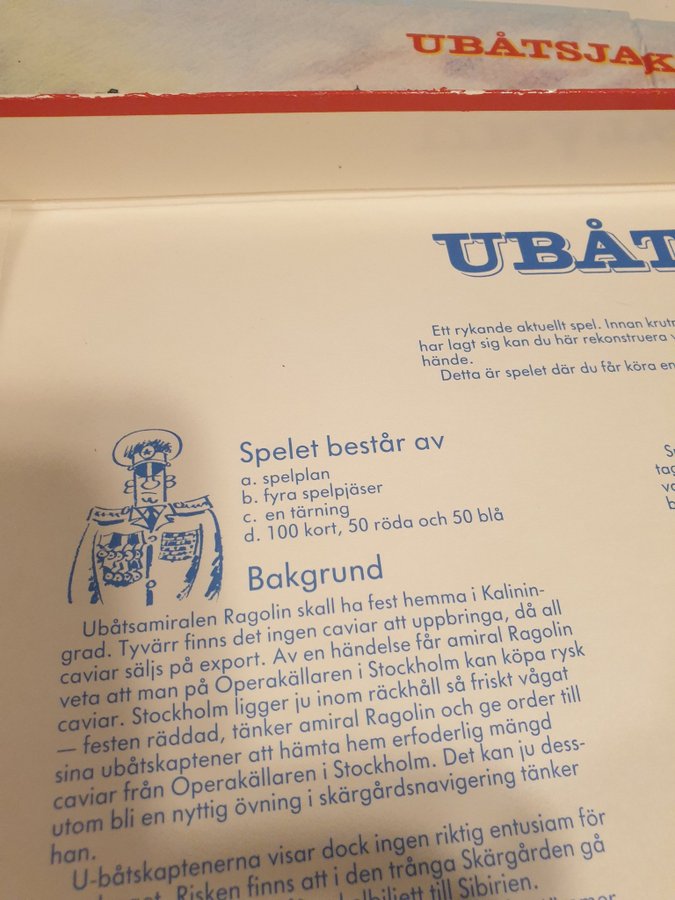 UBÅTSJAK
UBÅT
Ett rykande aktuellt spel. Innan
har lagt sig kan du här rekonstruera
hände.
Detta är spelet där du får köra
Spelet består av
a. spelplan
b. fyra spelpjäser
c. en tärning
d. 100 kort, 50 röda och 50 blå
Bakgrund
Ubåtsamiralen Ragolin skall ha fest hemma i Kalinin-
grad. Tyvärr finns det ingen caviar att uppbringa, då all
caviar säljs på export. Av en händelse får amiral Ragolin
veta att man på Operakällaren i Stockholm kan köpa rysk
caviar. Stockholm ligger ju inom räckhåll så friskt vågat
— festen räddad, tänker amiral Ragolin och ge order till
sina ubåtskaptener att hämta hem erfoderlig mängd
caviar från Operakällaren i Stockholm. Det kan ju dess-
utom bli en nyttig övning i skärgårdsnavigering tänker
han.
U-båtskaptenerna visar dock ingen riktig entusiam för
Risken finns att i den trånga Skärgården gå
till Sibirien.